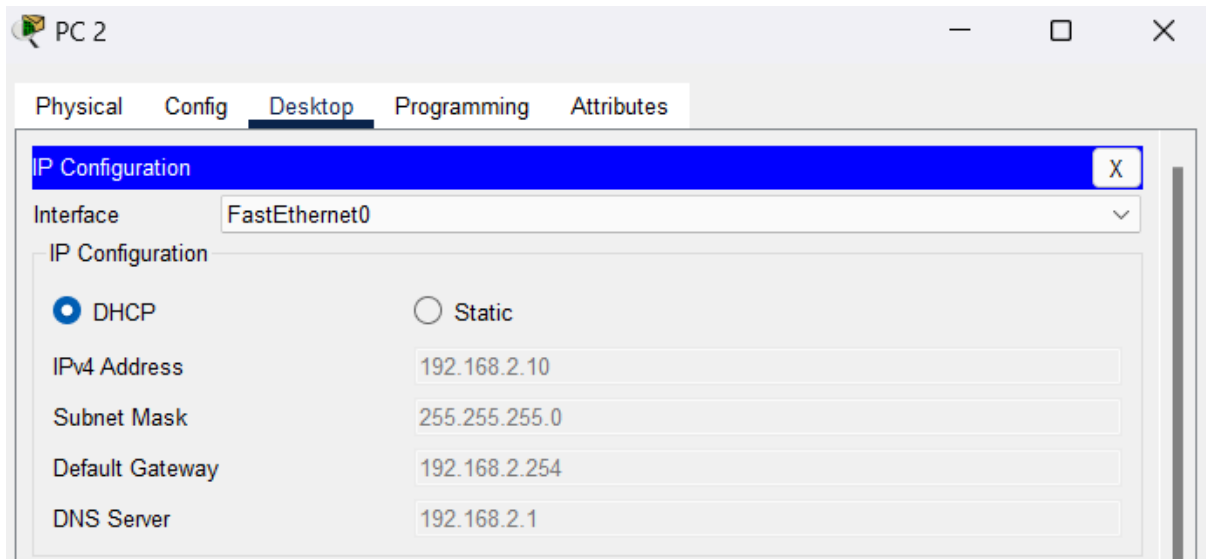 PC 2
Physical Config Desktop Programming Attributes
IP Configuration X
Interface FastEthernet0
IP Configuration
DHCP Static
IPv4 Address 192.168.2.10
Subnet Mask 255.255.255.0
Default Gateway 192.168.2.254
DNS Server 192.168.2.1